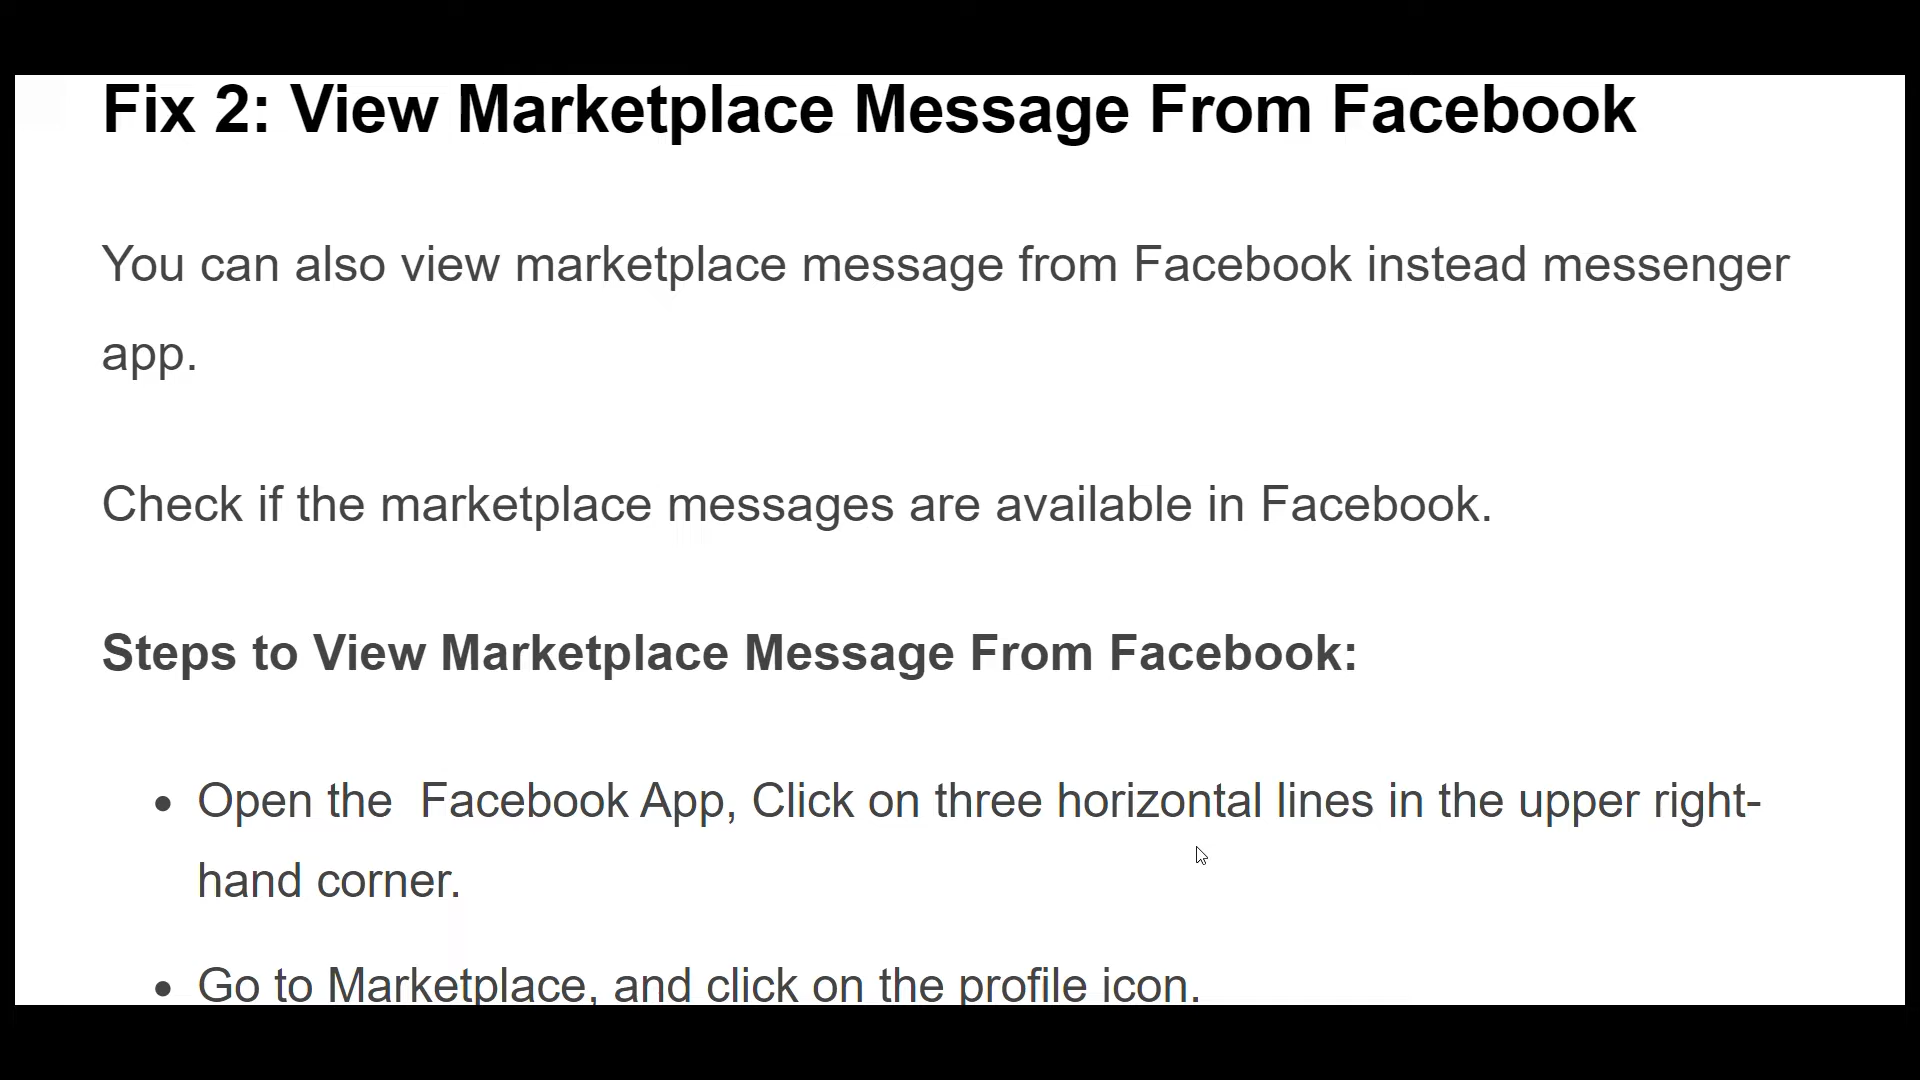 Fix 2: View Marketplace Message From Facebook
You can also view marketplace message from Facebook instead messenger
app.
Check if the marketplace messages are available in Facebook.
Steps to View Marketplace Message From Facebook:
• Open the  Facebook App, Click on three horizontal lines in the upper right-
hand corner.
• Go to Marketplace, and click on the profile icon.